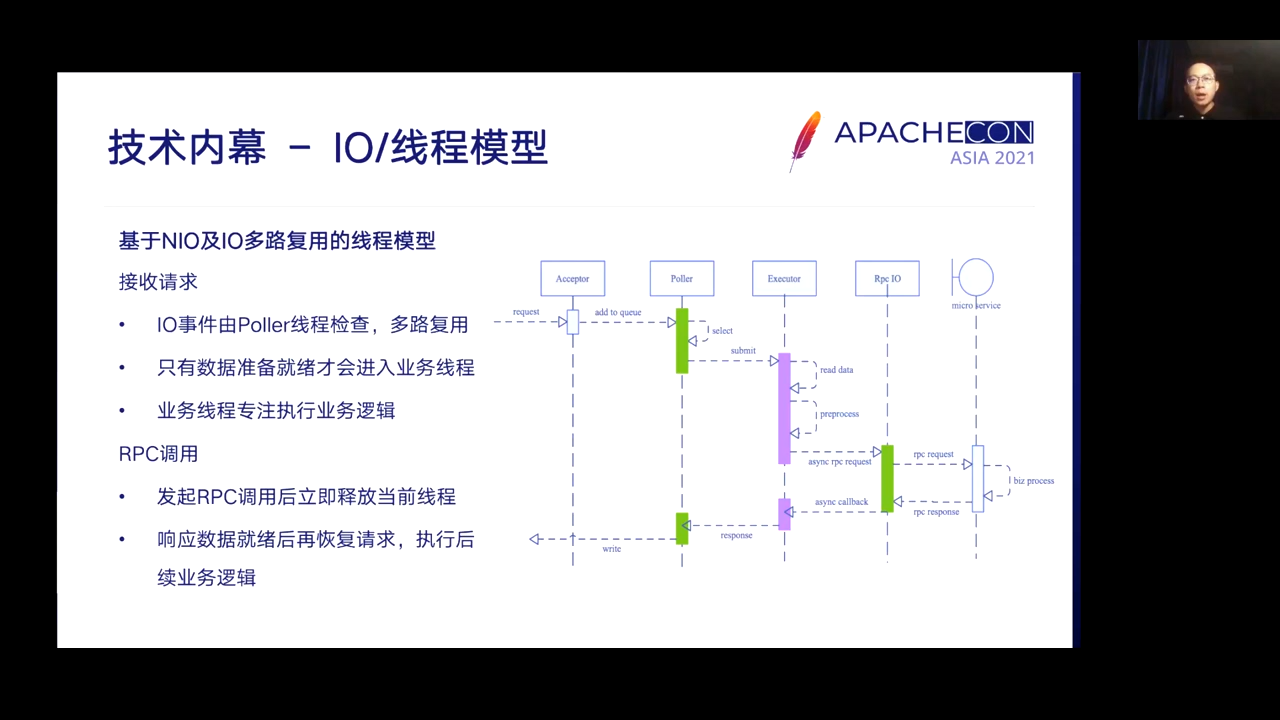 技术内幕 – IO/线程模型
APACHECON
ASIA 2021
基于NIO及IO多路复用的线程模型
接收请求
• IO事件由Poller线程检查，多路复用
• 只有数据准备就绪才会进入业务线程
• 业务线程专注执行业务逻辑
RPC调用
• 发起RPC调用后立即释放当前线程
• 响应数据就绪后再恢复请求，执行后
续业务逻辑
Acceptor
Poller
Executor
Rpc IO
micro service
request
add to queue
select
submit
read data
preprocess
async rpc request
rpc request
biz process
async callback
rpc response
response
write